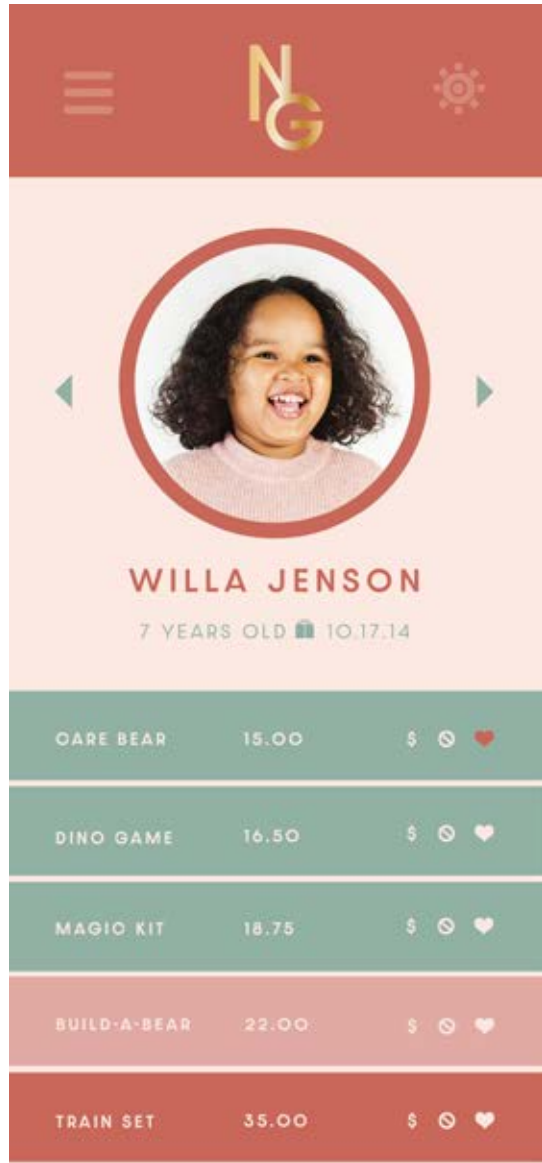 NG
WILLA JENSON
7 YEARS OLD 10.17.14
CARE BEAR 15.00 $
DINO GAME 16.50 $
MAGIC KIT 18.75 $
BUILD-A-BEAR 22.00 $
TRAIN SET 35.00 $